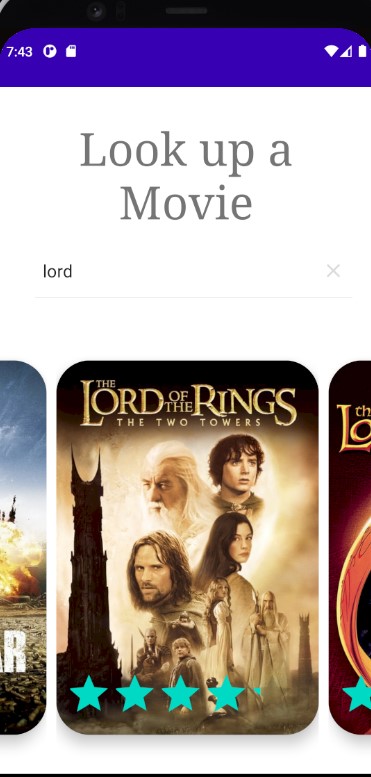 7:43
Look up a
Movie
lord
THE
LORD OF THE RINGS
THE TWO TOWERS